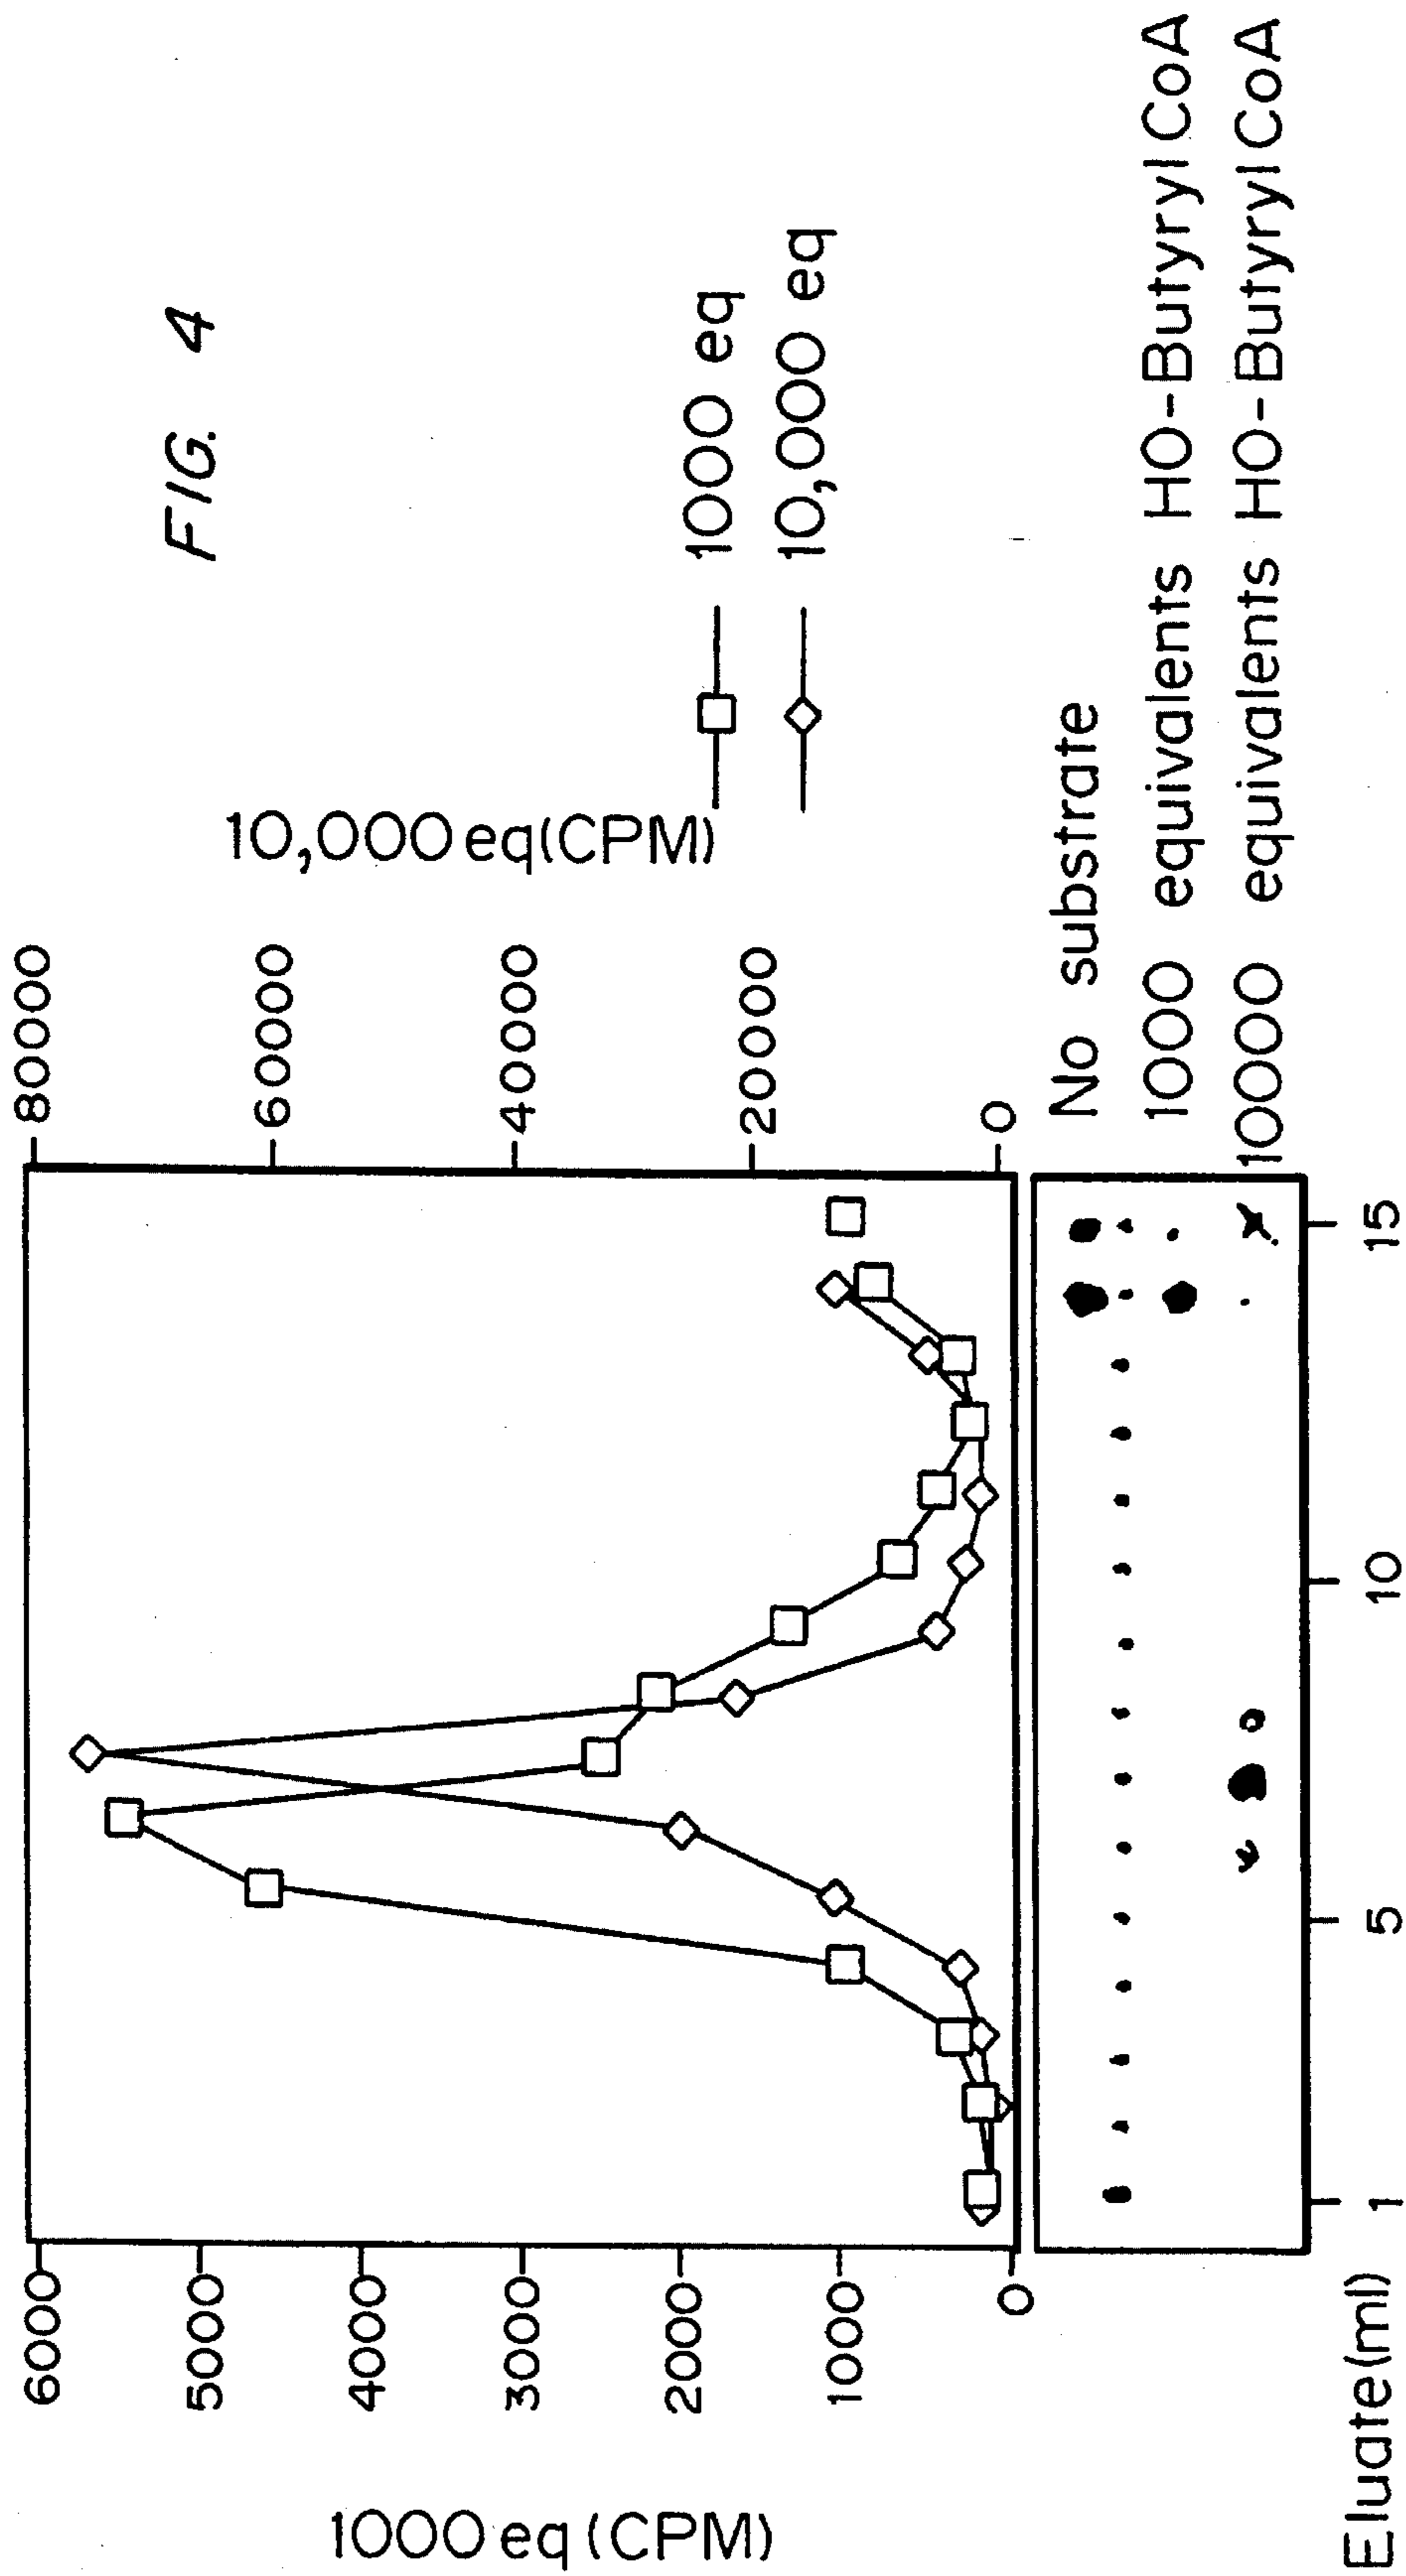 FIG. 4
10,000 eq(CPM)
1000 eq
10,000 eq
80000
60000
40000
20000
0
6000
5000
4000
3000
2000
1000
0
1000 eq (CPM)
No substrate
1000 equivalents HO-Butyryl CoA
10000 equivalents HO-Butyryl CoA
Eluate(ml)
1 5 10 15